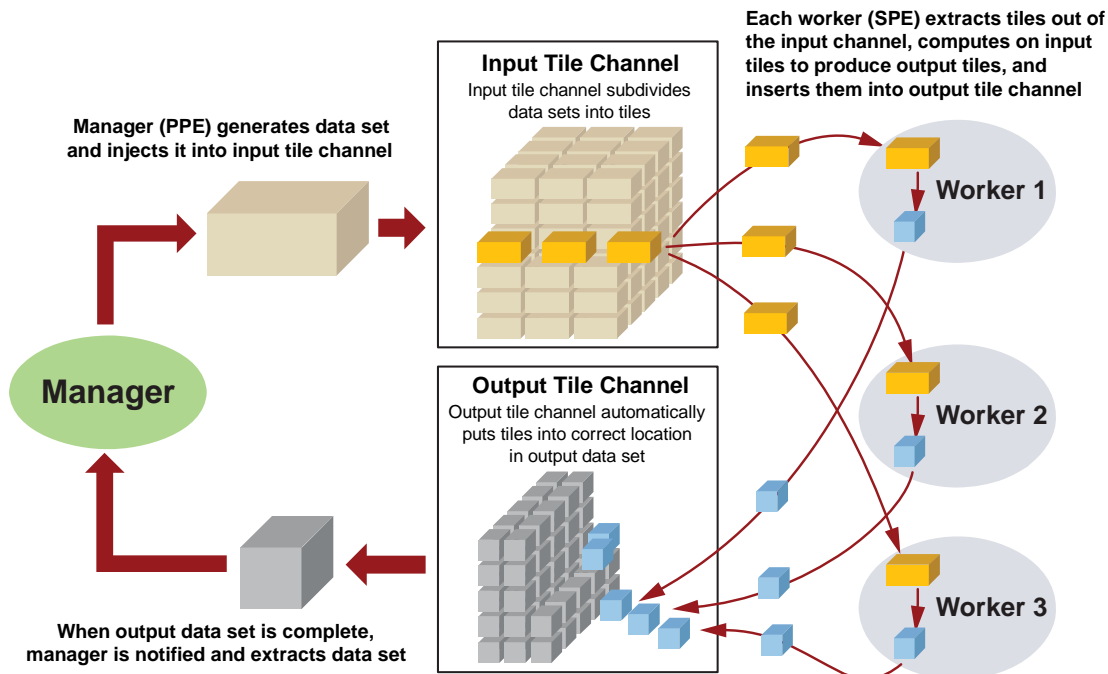 Each worker (SPE) extracts tiles out of
the input channel, computes on input
tiles to produce output tiles, and
inserts them into output tile channel
Input Tile Channel
Input tile channel subdivides
data sets into tiles
Manager (PPE) generates data set
and injects it into input tile channel
Worker 1
Manager
Output Tile Channel
Output tile channel automatically
puts tiles into correct location
in output data set
Worker 2
Worker 3
When output data set is complete,
manager is notified and extracts data set